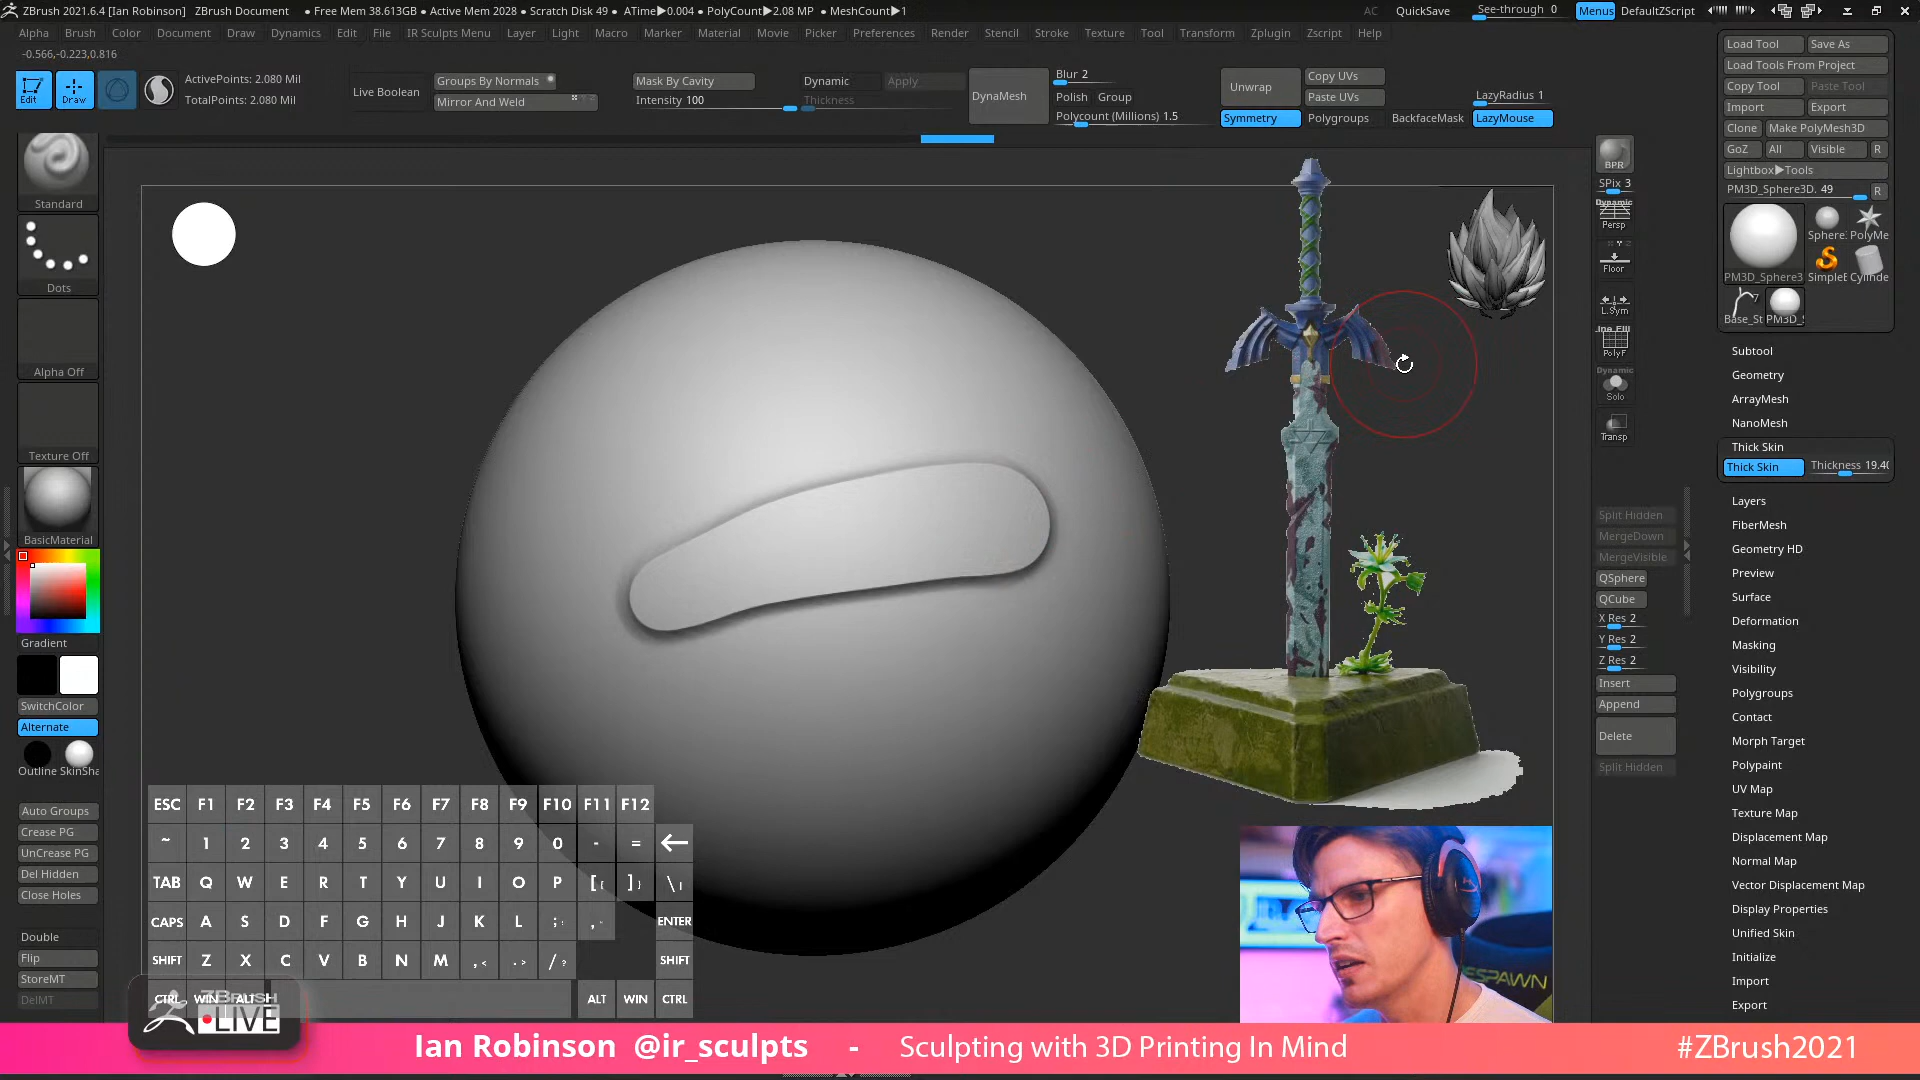 ZBrush 2021.6.4 [Ian Robinson] ZBrush Document • Free Mem 38.613GB • Active Mem 2028 • Scratch Disk 49 • ATime▶0.004 • PolyCount▶2.08 MP • MeshCount▶1 AC QuickSave See-through 0 Menus DefaultZScript
Alpha Brush Color Document Draw Dynamics Edit File IR Sculpts Menu Layer Light Macro Marker Material Movie Picker Preferences Render Stencil Stroke Texture Tool Transform Zplugin Zscript Help
-0.566,-0.223,0.816
Edit Draw
ActivePoints: 2.080 Mil
TotalPoints: 2.080 Mil
Live Boolean
Groups By Normals
Mirror And Weld
Mask By Cavity
Intensity 100
Dynamic Apply
Thickness
DynaMesh
Blur 2
Polish Group
Polycount (Millions) 1.5
Unwrap
Copy UVs
Paste UVs
Symmetry Polygroups BackfaceMask
LazyRadius 1
LazyMouse
Standard
Dots
Alpha Off
Texture Off
BasicMaterial
Gradient
SwitchColor
Alternate
Outline SkinSha
Auto Groups
Crease PG
UnCrease PG
Del Hidden
Close Holes
Double
Flip
StoreMT
DelMT
BPR
SPix 3
Dynamic
Persp
Floor
L.Sym
PolyF
Dynamic
Solo
Transp
Split Hidden
MergeDown
MergeVisible
QSphere
QCube
X Res 2
Y Res 2
Z Res 2
Insert
Append
Delete
Split Hidden
Load Tool Save As
Load Tools From Project
Copy Tool Paste Tool
Import Export
Clone Make PolyMesh3D
GoZ All Visible R
Lightbox▶Tools
PM3D_Sphere3D. 49 R
PM3D_Sphere3
Sphere. PolyMe
SimpleE Cylinde
7
Base_St PM3D_S
Subtool
Geometry
ArrayMesh
NanoMesh
Thick Skin
Thick Skin Thickness 19.40
Layers
FiberMesh
Geometry HD
Preview
Surface
Deformation
Masking
Visibility
Polygroups
Contact
Morph Target
Polypaint
UV Map
Texture Map
Displacement Map
Normal Map
Vector Displacement Map
Display Properties
Unified Skin
Initialize
Import
Export
ESC F1 F2 F3 F4 F5 F6 F7 F8 F9 F10 F11 F12
~ 1 2 3 4 5 6 7 8 9 0 - = ←
TAB Q W E R T Y U I O P [{ ]} \|
CAPS A S D F G H J K L ;: ENTER
SHIFT Z X C V B N M ,< .> /? SHIFT
CTRL WIN ALT ALT WIN CTRL
ZBRUSH
LIVE
ESPAWN
Ian Robinson @ir_sculpts - Sculpting with 3D Printing In Mind #ZBrush2021